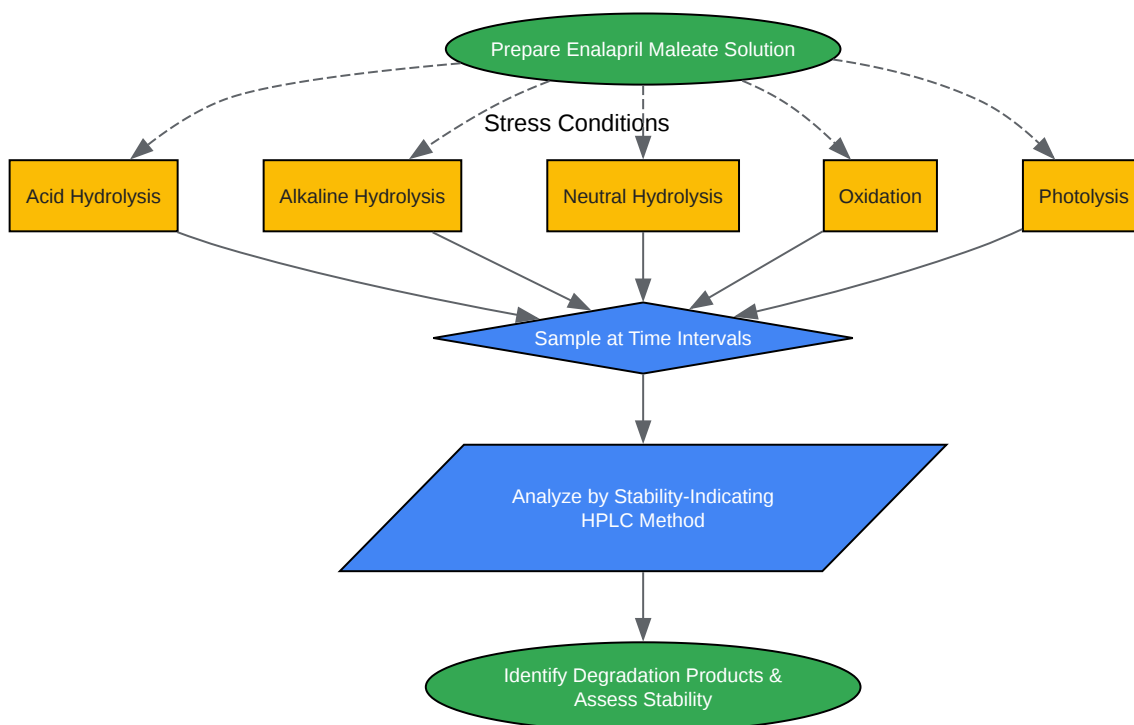 Prepare Enalapril Maleate Solution
Stress Conditions
Acid Hydrolysis
Alkaline Hydrolysis
Neutral Hydrolysis
Oxidation
Photolysis
Sample at Time Intervals
Analyze by Stability-Indicating
HPLC Method
Identify Degradation Products &
Assess Stability